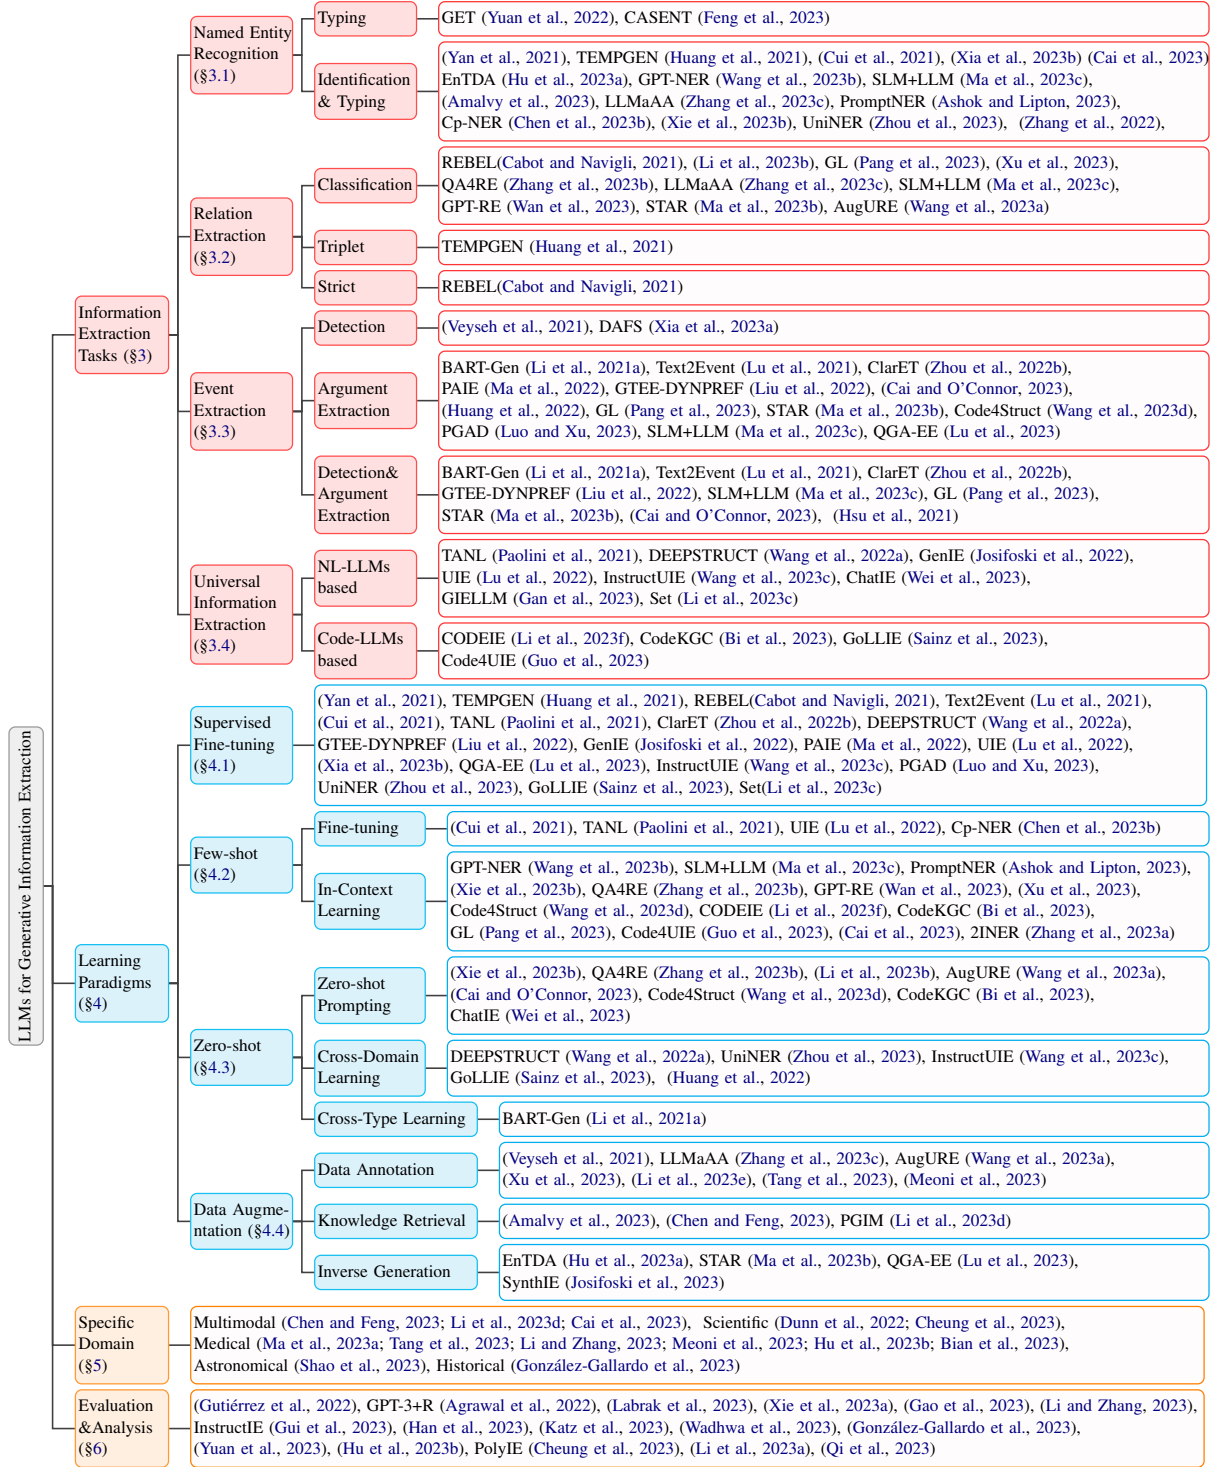 LLMs for Generative Information Extraction
Information
Extraction
Tasks (§3)
Named Entity
Recognition
(§3.1)
Typing
GET (Yuan et al., 2022), CASENT (Feng et al., 2023)
Identification
& Typing
(Yan et al., 2021), TEMPGEN (Huang et al., 2021), (Cui et al., 2021), (Xia et al., 2023b) (Cai et al., 2023)
EnTDA (Hu et al., 2023a), GPT-NER (Wang et al., 2023b), SLM+LLM (Ma et al., 2023c),
(Amalvy et al., 2023), LLMaAA (Zhang et al., 2023c), PromptNER (Ashok and Lipton, 2023),
Cp-NER (Chen et al., 2023b), (Xie et al., 2023b), UniNER (Zhou et al., 2023), (Zhang et al., 2022),
Relation
Extraction
(§3.2)
Classification
REBEL(Cabot and Navigli, 2021), (Li et al., 2023b), GL (Pang et al., 2023), (Xu et al., 2023),
QA4RE (Zhang et al., 2023b), LLMaAA (Zhang et al., 2023c), SLM+LLM (Ma et al., 2023c),
GPT-RE (Wan et al., 2023), STAR (Ma et al., 2023b), AugURE (Wang et al., 2023a)
Triplet
TEMPGEN (Huang et al., 2021)
Strict
REBEL(Cabot and Navigli, 2021)
Event
Extraction
(§3.3)
Detection
(Veyseh et al., 2021), DAFS (Xia et al., 2023a)
Argument
Extraction
BART-Gen (Li et al., 2021a), Text2Event (Lu et al., 2021), ClarET (Zhou et al., 2022b),
PAIE (Ma et al., 2022), GTEE-DYNPREF (Liu et al., 2022), (Cai and O'Connor, 2023),
(Huang et al., 2022), GL (Pang et al., 2023), STAR (Ma et al., 2023b), Code4Struct (Wang et al., 2023d),
PGAD (Luo and Xu, 2023), SLM+LLM (Ma et al., 2023c), QGA-EE (Lu et al., 2023)
Detection&
Argument
Extraction
BART-Gen (Li et al., 2021a), Text2Event (Lu et al., 2021), ClarET (Zhou et al., 2022b),
GTEE-DYNPREF (Liu et al., 2022), SLM+LLM (Ma et al., 2023c), GL (Pang et al., 2023),
STAR (Ma et al., 2023b), (Cai and O'Connor, 2023), (Hsu et al., 2021)
Universal
Information
Extraction
(§3.4)
NL-LLMs
based
TANL (Paolini et al., 2021), DEEPSTRUCT (Wang et al., 2022a), GenIE (Josifoski et al., 2022),
UIE (Lu et al., 2022), InstructUIE (Wang et al., 2023c), ChatIE (Wei et al., 2023),
GIELLM (Gan et al., 2023), Set (Li et al., 2023c)
Code-LLMs
based
CODEIE (Li et al., 2023f), CodeKGC (Bi et al., 2023), GoLLIE (Sainz et al., 2023),
Code4UIE (Guo et al., 2023)
Learning
Paradigms
(§4)
Supervised
Fine-tuning
(§4.1)
(Yan et al., 2021), TEMPGEN (Huang et al., 2021), REBEL(Cabot and Navigli, 2021), Text2Event (Lu et al., 2021),
(Cui et al., 2021), TANL (Paolini et al., 2021), ClarET (Zhou et al., 2022b), DEEPSTRUCT (Wang et al., 2022a),
GTEE-DYNPREF (Liu et al., 2022), GenIE (Josifoski et al., 2022), PAIE (Ma et al., 2022), UIE (Lu et al., 2022),
(Xia et al., 2023b), QGA-EE (Lu et al., 2023), InstructUIE (Wang et al., 2023c), PGAD (Luo and Xu, 2023),
UniNER (Zhou et al., 2023), GoLLIE (Sainz et al., 2023), Set(Li et al., 2023c)
Few-shot
(§4.2)
Fine-tuning
(Cui et al., 2021), TANL (Paolini et al., 2021), UIE (Lu et al., 2022), Cp-NER (Chen et al., 2023b)
In-Context
Learning
GPT-NER (Wang et al., 2023b), SLM+LLM (Ma et al., 2023c), PromptNER (Ashok and Lipton, 2023),
(Xie et al., 2023b), QA4RE (Zhang et al., 2023b), GPT-RE (Wan et al., 2023), (Xu et al., 2023),
Code4Struct (Wang et al., 2023d), CODEIE (Li et al., 2023f), CodeKGC (Bi et al., 2023),
GL (Pang et al., 2023), Code4UIE (Guo et al., 2023), (Cai et al., 2023), 2INER (Zhang et al., 2023a)
Zero-shot
(§4.3)
Zero-shot
Prompting
(Xie et al., 2023b), QA4RE (Zhang et al., 2023b), (Li et al., 2023b), AugURE (Wang et al., 2023a),
(Cai and O'Connor, 2023), Code4Struct (Wang et al., 2023d), CodeKGC (Bi et al., 2023),
ChatIE (Wei et al., 2023)
Cross-Domain
Learning
DEEPSTRUCT (Wang et al., 2022a), UniNER (Zhou et al., 2023), InstructUIE (Wang et al., 2023c),
GoLLIE (Sainz et al., 2023), (Huang et al., 2022)
Cross-Type Learning
BART-Gen (Li et al., 2021a)
Data Augme-
ntation (§4.4)
Data Annotation
(Veyseh et al., 2021), LLMaAA (Zhang et al., 2023c), AugURE (Wang et al., 2023a),
(Xu et al., 2023), (Li et al., 2023e), (Tang et al., 2023), (Meoni et al., 2023)
Knowledge Retrieval
(Amalvy et al., 2023), (Chen and Feng, 2023), PGIM (Li et al., 2023d)
Inverse Generation
EnTDA (Hu et al., 2023a), STAR (Ma et al., 2023b), QGA-EE (Lu et al., 2023),
SynthIE (Josifoski et al., 2023)
Specific
Domain
(§5)
Multimodal (Chen and Feng, 2023; Li et al., 2023d; Cai et al., 2023), Scientific (Dunn et al., 2022; Cheung et al., 2023),
Medical (Ma et al., 2023a; Tang et al., 2023; Li and Zhang, 2023; Meoni et al., 2023; Hu et al., 2023b; Bian et al., 2023),
Astronomical (Shao et al., 2023), Historical (González-Gallardo et al., 2023)
Evaluation
&Analysis
(§6)
(Gutiérrez et al., 2022), GPT-3+R (Agrawal et al., 2022), (Labrak et al., 2023), (Xie et al., 2023a), (Gao et al., 2023), (Li and Zhang, 2023),
InstructIE (Gui et al., 2023), (Han et al., 2023), (Katz et al., 2023), (Wadhwa et al., 2023), (González-Gallardo et al., 2023),
(Yuan et al., 2023), (Hu et al., 2023b), PolyIE (Cheung et al., 2023), (Li et al., 2023a), (Qi et al., 2023)